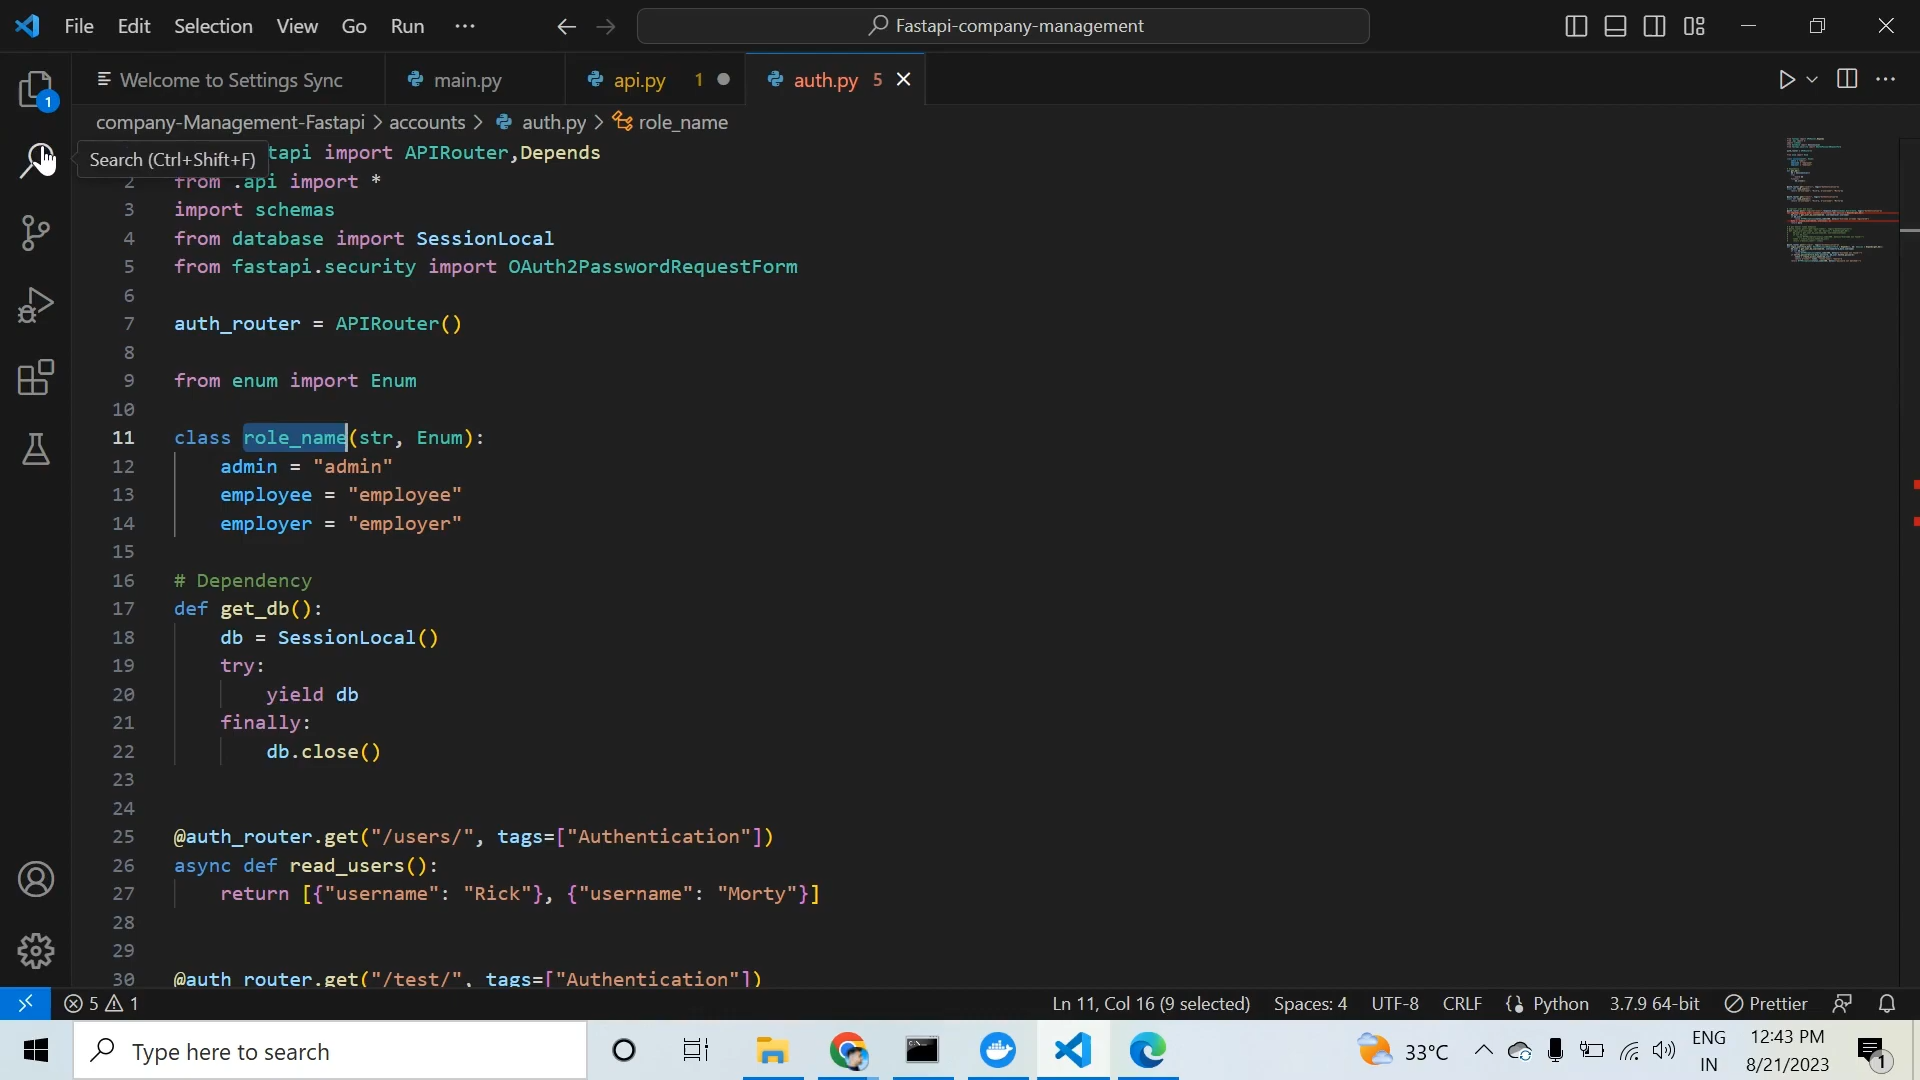 File Edit Selection View Go Run ···
Fastapi-company-management
Welcome to Settings Sync
main.py
api.py 1
auth.py 5
1
company-Management-Fastapi > accounts > auth.py > role_name
Search (Ctrl+Shift+F)
tapi import APIRouter,Depends
2 from .api import *
3 import schemas
4 from database import SessionLocal
5 from fastapi.security import OAuth2PasswordRequestForm
6
7 auth_router = APIRouter()
8
9 from enum import Enum
10
11 class role_name(str, Enum):
12 admin = "admin"
13 employee = "employee"
14 employer = "employer"
15
16 # Dependency
17 def get_db():
18 db = SessionLocal()
19 try:
20 yield db
21 finally:
22 db.close()
23
24
25 @auth_router.get("/users/", tags=["Authentication"])
26 async def read_users():
27 return [{"username": "Rick"}, {"username": "Morty"}]
28
29
30 @auth_router.get("/test/", tags=["Authentication"])
5 1
Ln 11, Col 16 (9 selected) Spaces: 4 UTF-8 CRLF Python 3.7.9 64-bit Prettier
Type here to search
33°C
ENG
IN
12:43 PM
8/21/2023
1